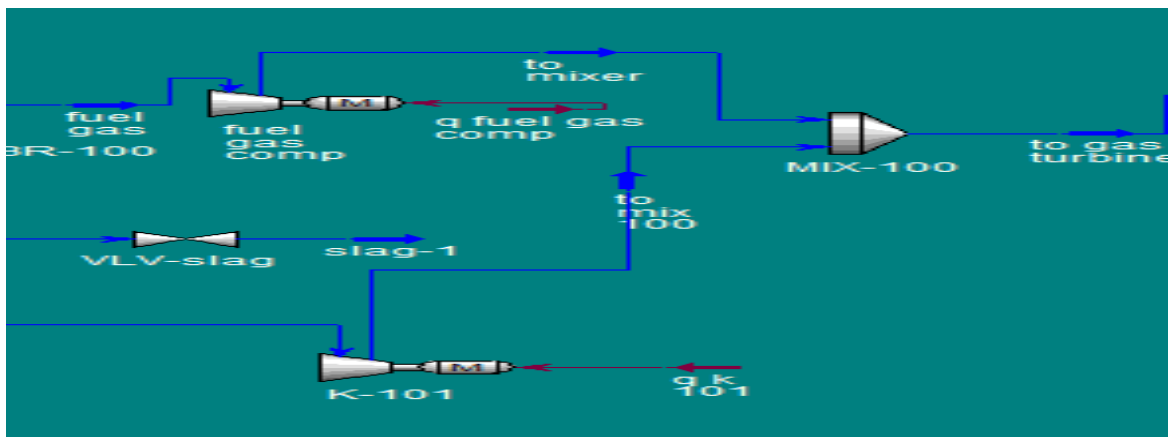 to
mixer
fuel
gas
BR-100
fuel
gas
comp
M
q fuel gas
comp
MIX-100
to gas
turbine
to
mix
100
VLV-slag
slag-1
K-101
M
q k
101